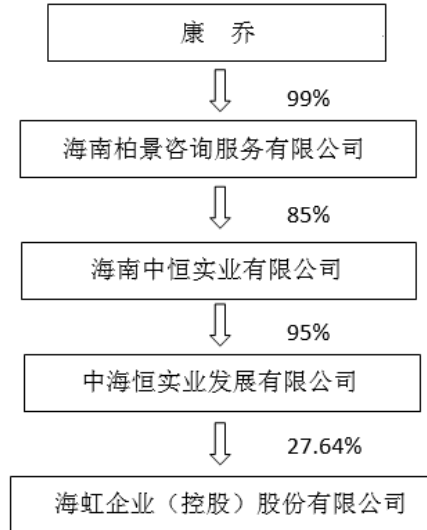 康 乔
99%
海南柏景咨询服务有限公司
85%
海南中恒实业有限公司
95%
中海恒实业发展有限公司
27.64%
海虹企业（控股）股份有限公司